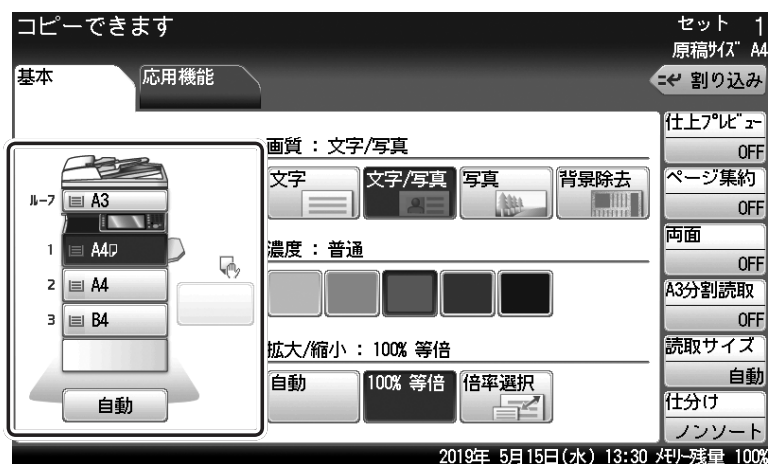 コピーできます
セット 1
原稿ｻｲｽﾞ A4
基本
応用機能
割り込み
画質 : 文字/写真
文字
文字/写真
写真
背景除去
ﾙｰﾌ A3
1 A4
2 A4
3 B4
自動
濃度 : 普通
拡大/縮小 : 100% 等倍
自動
100% 等倍
倍率選択
仕上ﾌﾟﾚﾋﾞｭｰ
OFF
ページ集約
OFF
両面
OFF
A3分割読取
OFF
読取サイズ
自動
仕分け
ノンソート
2019年 5月15日(水) 13:30 ﾒﾓﾘｰ残量 100%